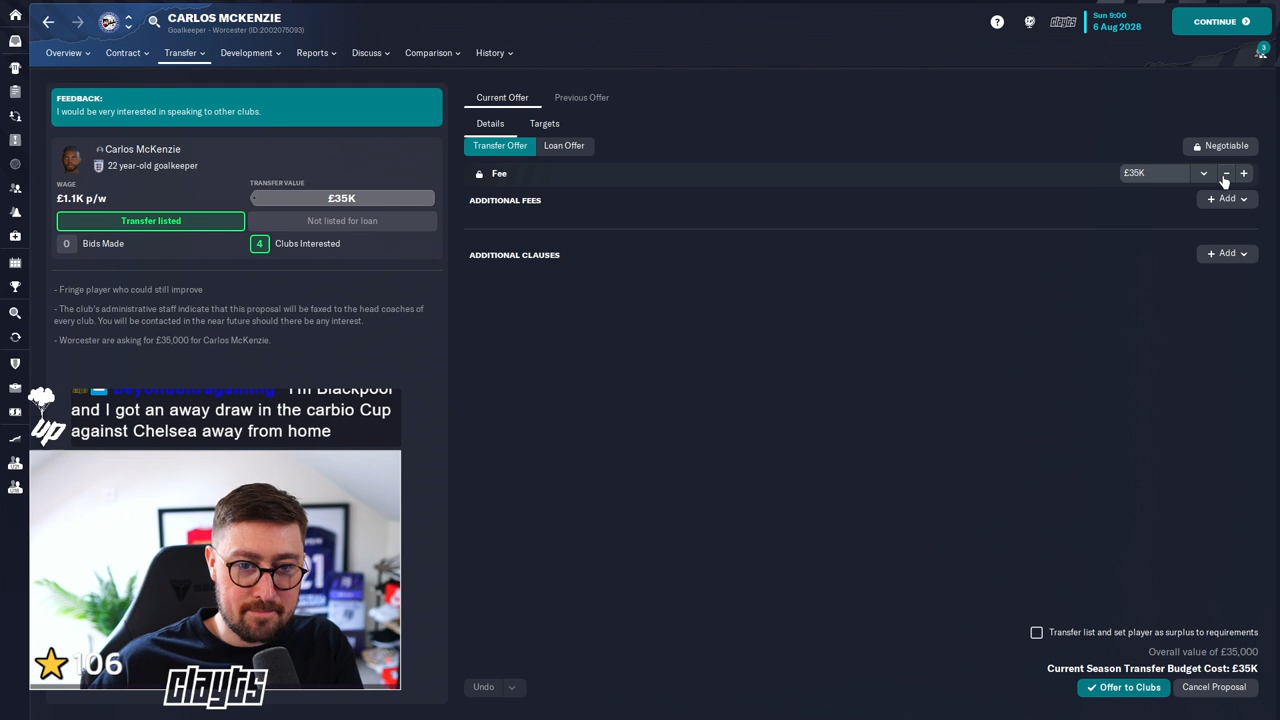 CARLOS MCKENZIE
Goalkeeper - Worcester (ID:2002075093)
clayts
Sun 9:00
6 Aug 2028
CONTINUE
3
Overview
Contract
Transfer
Development
Reports
Discuss
Comparison
History
FEEDBACK:
I would be very interested in speaking to other clubs.
Carlos McKenzie
22 year-old goalkeeper
WAGE
TRANSFER VALUE
£1.1K p/w
£35K
Transfer listed
Not listed for loan
0 Bids Made
4 Clubs Interested
- Fringe player who could still improve
- The club's administrative staff indicate that this proposal will be faxed to the head coaches of
every club. You will be contacted in the near future should there be any interest.
- Worcester are asking for £35,000 for Carlos McKenzie.
Current Offer
Previous Offer
Details
Targets
Transfer Offer
Loan Offer
Negotiable
Fee
£35K
ADDITIONAL FEES
Add
ADDITIONAL CLAUSES
Add
I'm Blackpool
and I got an away draw in the carbio Cup
against Chelsea away from home
up
21
106
clayts
Transfer list and set player as surplus to requirements
Overall value of £35,000
Current Season Transfer Budget Cost: £35K
Undo
Offer to Clubs
Cancel Proposal